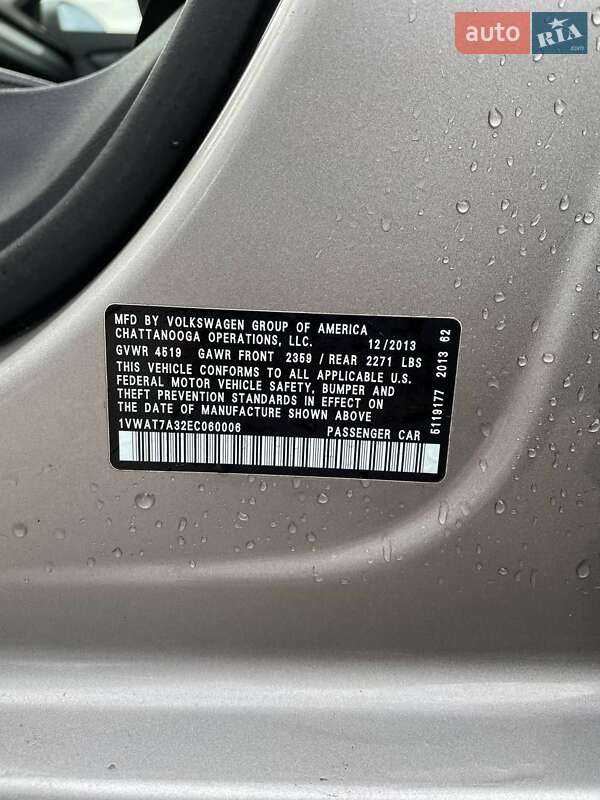 auto RIA.com
MFD BY VOLKSWAGEN GROUP OF AMERICA
CHATTANOOGA OPERATIONS, LLC. 12/2013
GVWR 4519 GAWR FRONT 2359 / REAR 2271 LBS
THIS VEHICLE CONFORMS TO ALL APPLICABLE U.S.
FEDERAL MOTOR VEHICLE SAFETY, BUMPER AND
THEFT PREVENTION STANDARDS IN EFFECT ON
THE DATE OF MANUFACTURE SHOWN ABOVE
1VWAT7A32EC060006 PASSENGER CAR
5119177 2013 62